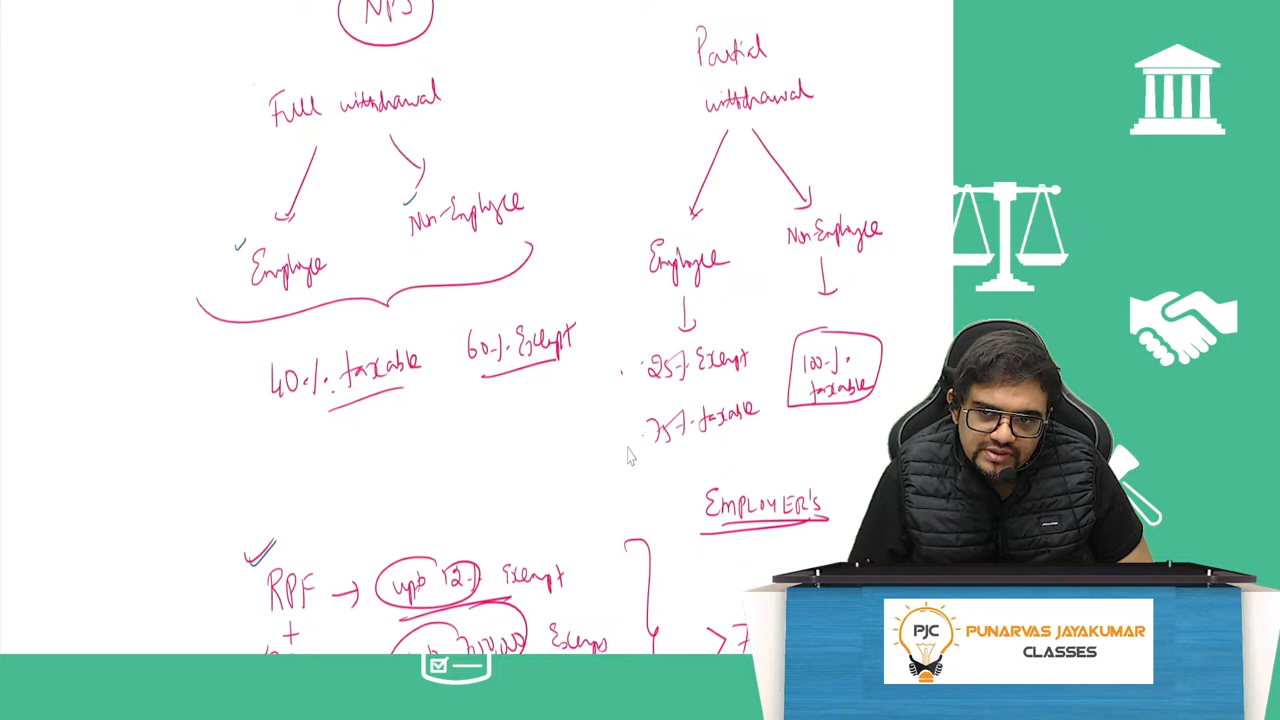 NPS
Full withdrawal
Employee
Non-Employee
40% taxable
60% Exempt
Partial
withdrawal
Employee
Non-Employee
25% Exempt
75% taxable
100%
taxable
EMPLOYER'S
RPF → upto 12% Exempt
+
Exempt
> 7
PJC
PUNARVAS JAYAKUMAR
CLASSES